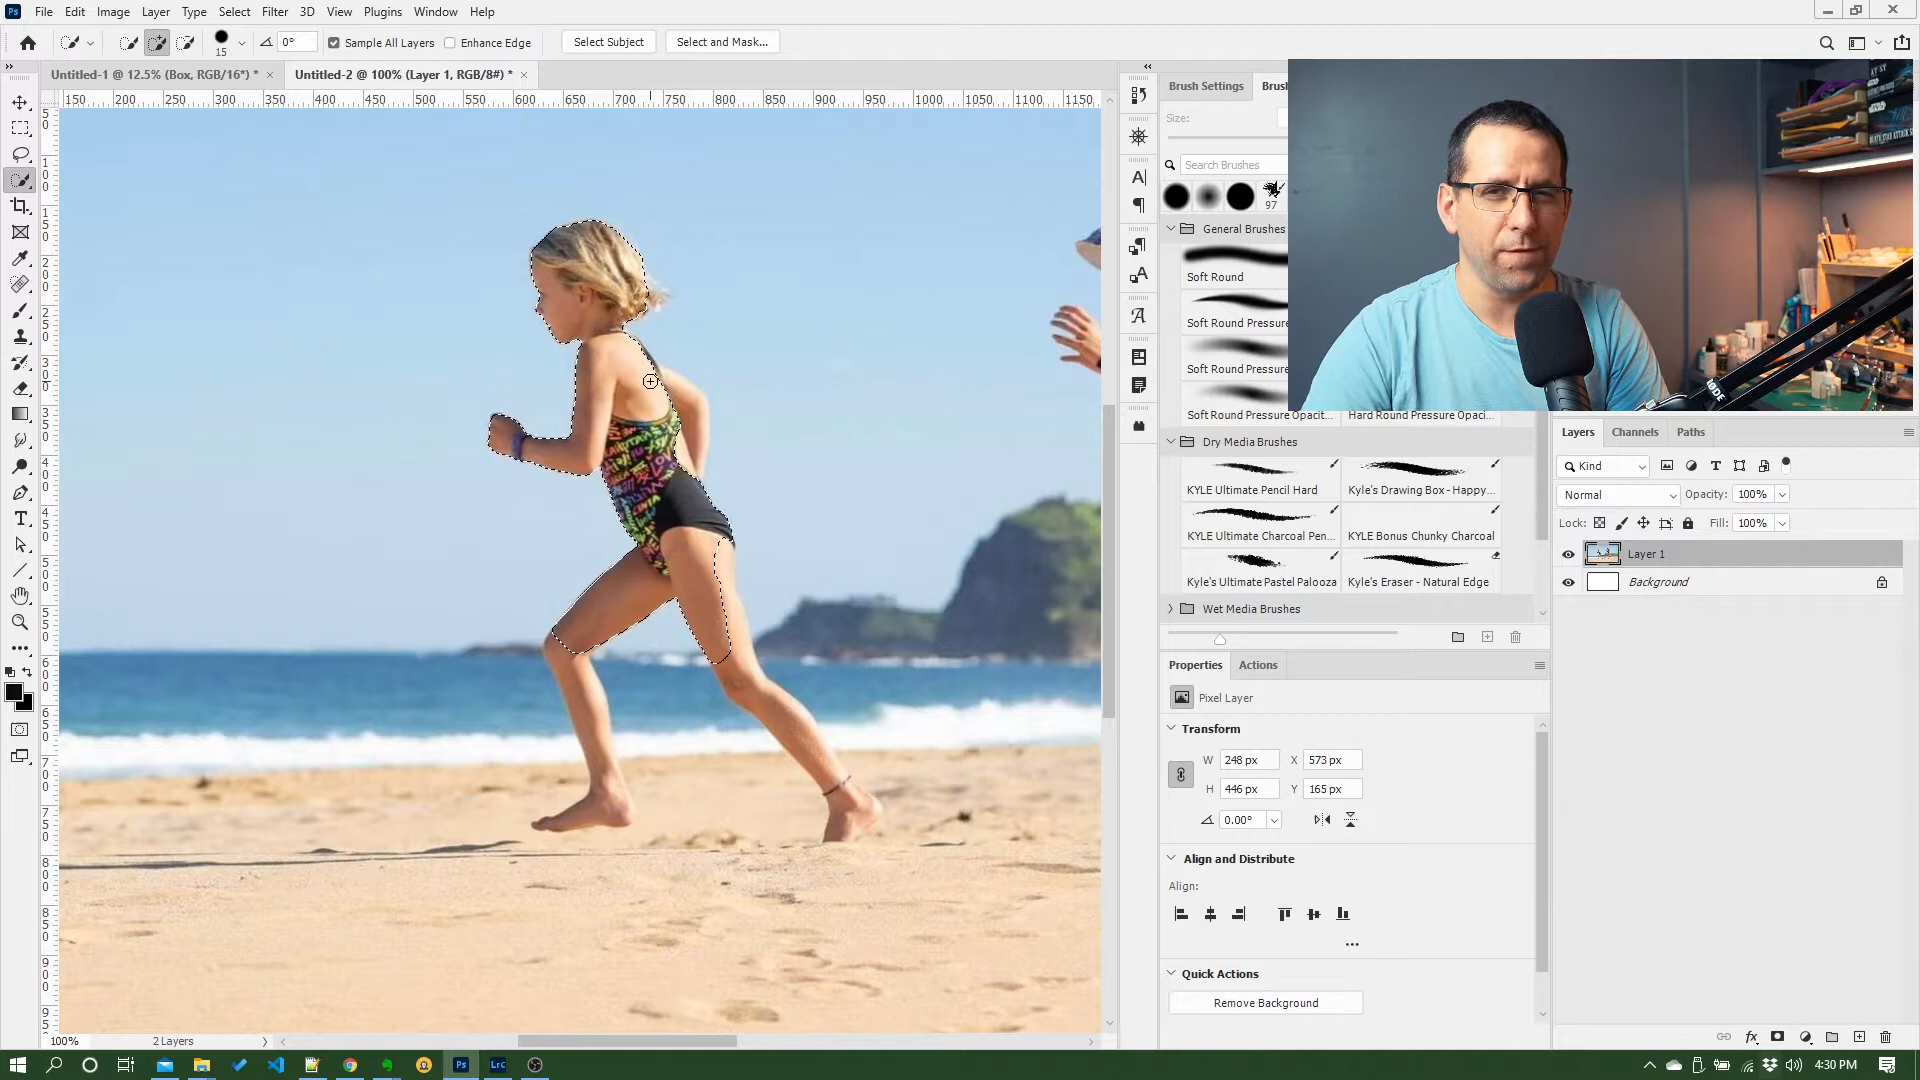 Ps File Edit Image Layer Type Select Filter 3D View Plugins Window Help
15 0° Sample All Layers Enhance Edge Select Subject Select and Mask...
Untitled-1 @ 12.5% (Box, RGB/16*) * × Untitled-2 @ 100% (Layer 1, RGB/8#) * ×
150 200 250 300 350 400 450 500 550 600 650 700 750 800 850 900 950 1000 1050 1100 1150
Brush Settings
Size:
Search Brushes
97
General Brushes
Soft Round
Soft Round Pressure
Soft Round Pressure
Soft Round Pressure Opacit... Hard Round Pressure Opaci...
Dry Media Brushes
KYLE Ultimate Pencil Hard Kyle's Drawing Box - Happy...
KYLE Ultimate Charcoal Pen... KYLE Bonus Chunky Charcoal
Kyle's Ultimate Pastel Palooza Kyle's Eraser - Natural Edge
Wet Media Brushes
Properties Actions
Pixel Layer
Transform
W 248 px X 573 px
H 446 px Y 165 px
0.00°
Align and Distribute
Align:
Quick Actions
Remove Background
RØDE
Layers Channels Paths
Kind
Normal Opacity: 100%
Lock: Fill: 100%
Layer 1
Background
fx
100% 2 Layers
Ps Lrc 4:30 PM